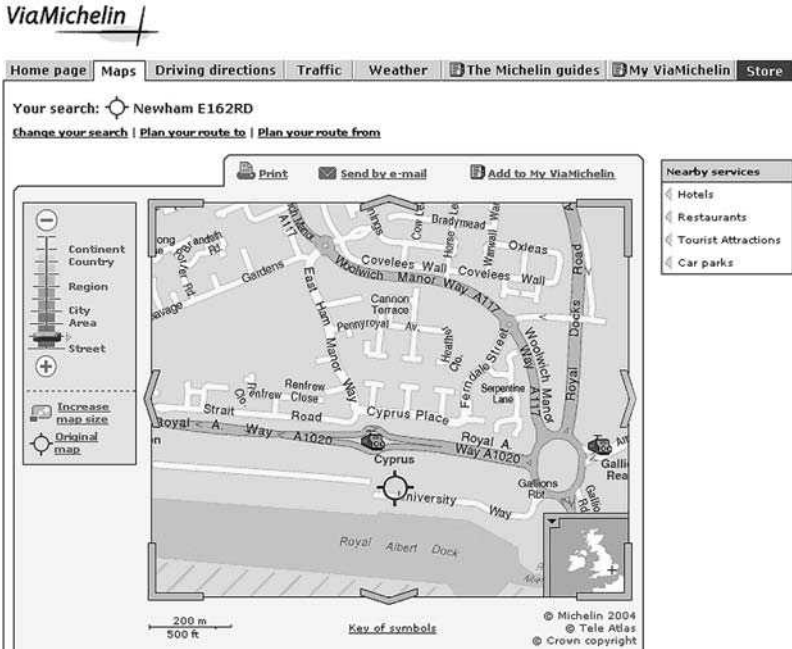 ViaMichelin
Home page Maps Driving directions Traffic Weather The Michelin guides My ViaMichelin Store
Your search: Newham E162RD
Change your search | Plan your route to | Plan your route from
Print Send by e-mail Add to My ViaMichelin
Nearby services
Hotels
Restaurants
Tourist Attractions
Car parks
Continent
Country
Region
City
Area
Street
Increase
map size
Original
map
A117
Bradymead
Oxleas
Gardens
Covelees Wall
Covelees Wall
Woolwich Manor Way A117
East Ham Manor Way
Cannon
Terrace
Pennyroyal Av.
Ferndale Street
Serpentine
Lane
Woolwich Manor
Way A117
Royal Docks Road
Renfrew
Close
Renfrew
Clo.
Strait Road
Cyprus Place
Royal A. Way A1020
Royal A.
Way A1020
Cyprus
Gallions
Rbt
University Way
Royal Albert Dock
200 m
500 ft
Key of symbols
© Michelin 2004
© Tele Atlas
© Crown copyright